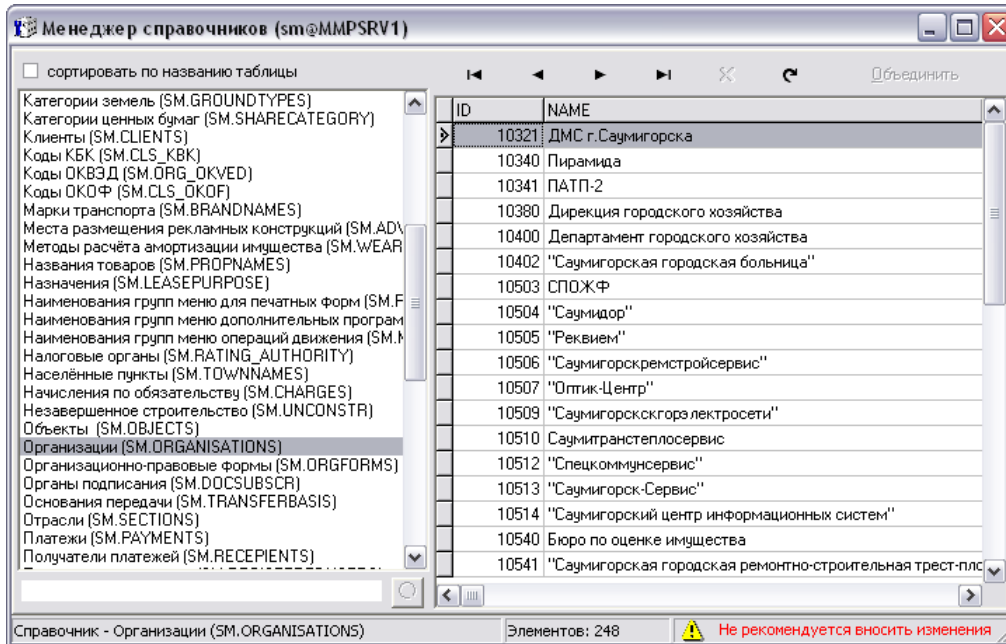 Менеджер справочников (sm@MMPSRV1)
сортировать по названию таблицы
Объединить
Категории земель (SM.GROUNDTYPES)
Категории ценных бумаг (SM.SHARECATEGORY)
Клиенты (SM.CLIENTS)
Коды КБК (SM.CLS_KBK)
Коды ОКВЭД (SM.ORG_OKVED)
Коды ОКОФ (SM.CLS_OKOF)
Марки транспорта (SM.BRANDNAMES)
Места размещения рекламных конструкций (SM.ADV
Методы расчёта амортизации имущества (SM.WEAR
Названия товаров (SM.PROPNAMES)
Назначения (SM.LEASEPURPOSE)
Наименования групп меню для печатных форм (SM.F
Наименования групп меню дополнительных програм
Наименования групп меню операций движения (SM.M
Налоговые органы (SM.RATING_AUTHORITY)
Населённые пункты (SM.TOWNNAMES)
Начисления по обязательству (SM.CHARGES)
Незавершенное строительство (SM.UNCONSTR)
Объекты (SM.OBJECTS)
Организации (SM.ORGANISATIONS)
Организационно-правовые формы (SM.ORGFORMS)
Органы подписания (SM.DOCSUBSCR)
Основания передачи (SM.TRANSFERBASIS)
Отрасли (SM.SECTIONS)
Платежи (SM.PAYMENTS)
Получатели платежей (SM.RECEPIENTS)
ID NAME
10321 ДМС г.Саумигорска
10340 Пирамида
10341 ПАТП-2
10380 Дирекция городского хозяйства
10400 Департамент городского хозяйства
10402 "Саумигорская городская больница"
10503 СПОЖФ
10504 "Саумидор"
10505 "Реквием"
10506 "Саумигорскремстройсервис"
10507 "Оптик-Центр"
10509 "Саумигорскскгорэлектросети"
10510 Саумитранстеплосервис
10512 "Спецкоммунсервис"
10513 "Саумигорск-Сервис"
10514 "Саумигорский центр информационных систем"
10540 Бюро по оценке имущества
10541 "Саумигорская городская ремонтно-строительная трест-пло
Справочник - Организации (SM.ORGANISATIONS)
Элементов: 248
Не рекомендуется вносить изменения